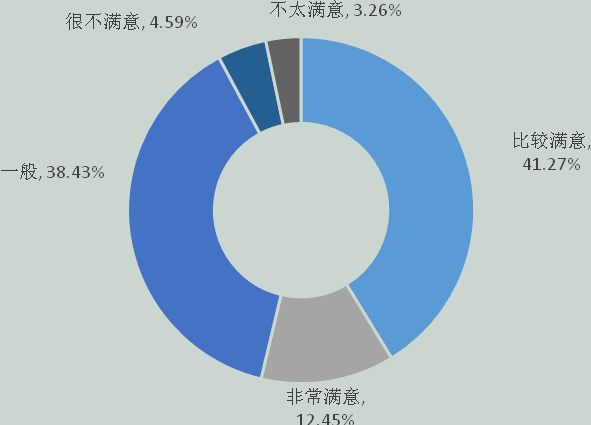 不太满意, 3.26%
很不满意, 4.59%
比较满意,
41.27%
一般, 38.43%
非常满意,
12.45%